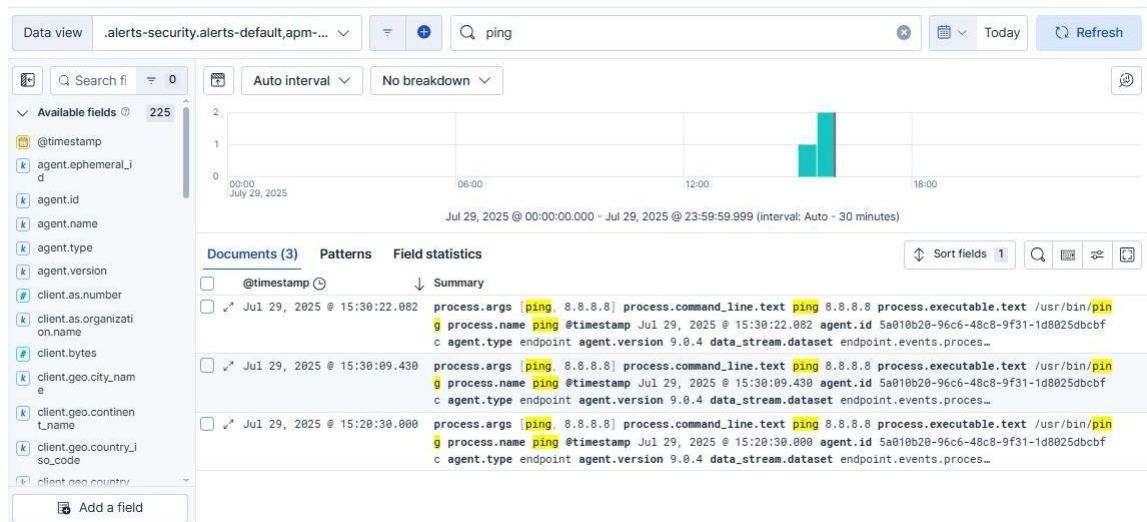 Data view .alerts-security.alerts-default,apm-... ping Today Refresh
Search fi 0 Auto interval No breakdown
Available fields 225
@timestamp
agent.ephemeral_i
d
agent.id
agent.name
agent.type
agent.version
client.as.number
client.as.organizati
on.name
client.bytes
client.geo.city_nam
e
client.geo.continen
t_name
client.geo.country_i
so_code
client.geo.country
Add a field
2
1
0
00:00 06:00 12:00 18:00
July 29, 2025
Jul 29, 2025 @ 00:00:00.000 - Jul 29, 2025 @ 23:59:59.999 (interval: Auto - 30 minutes)
Documents (3) Patterns Field statistics Sort fields 1
@timestamp Summary
Jul 29, 2025 @ 15:30:22.082 process.args [ping, 8.8.8.8] process.command_line.text ping 8.8.8.8 process.executable.text /usr/bin/pin
g process.name ping @timestamp Jul 29, 2025 @ 15:30:22.082 agent.id 5a010b20-96c6-48c8-9f31-1d8025dbcbf
c agent.type endpoint agent.version 9.0.4 data_stream.dataset endpoint.events.proces…
Jul 29, 2025 @ 15:30:09.430 process.args [ping, 8.8.8.8] process.command_line.text ping 8.8.8.8 process.executable.text /usr/bin/pin
g process.name ping @timestamp Jul 29, 2025 @ 15:30:09.430 agent.id 5a010b20-96c6-48c8-9f31-1d8025dbcbf
c agent.type endpoint agent.version 9.0.4 data_stream.dataset endpoint.events.proces…
Jul 29, 2025 @ 15:20:30.000 process.args [ping, 8.8.8.8] process.command_line.text ping 8.8.8.8 process.executable.text /usr/bin/pin
g process.name ping @timestamp Jul 29, 2025 @ 15:20:30.000 agent.id 5a010b20-96c6-48c8-9f31-1d8025dbcbf
c agent.type endpoint agent.version 9.0.4 data_stream.dataset endpoint.events.proces…